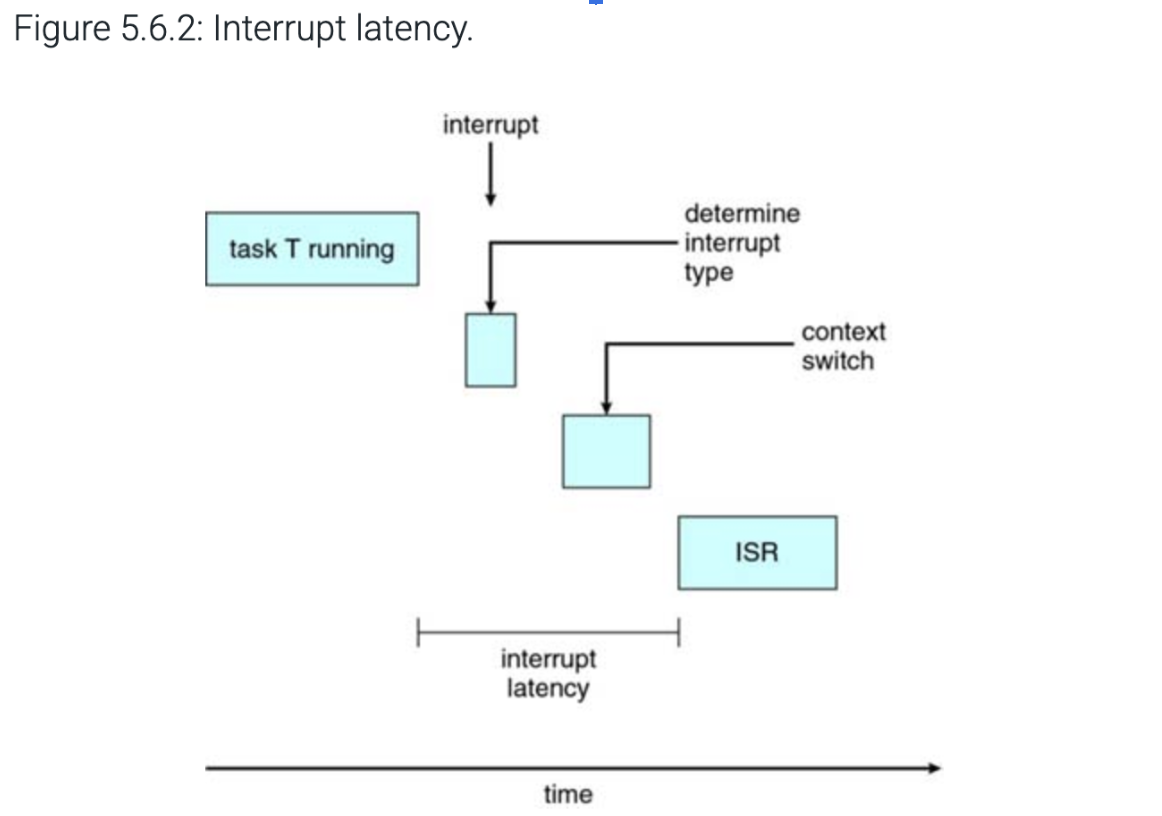 Figure 5.6.2: Interrupt latency.
interrupt
task T running
determine
interrupt
type
context
switch
ISR
interrupt
latency
time